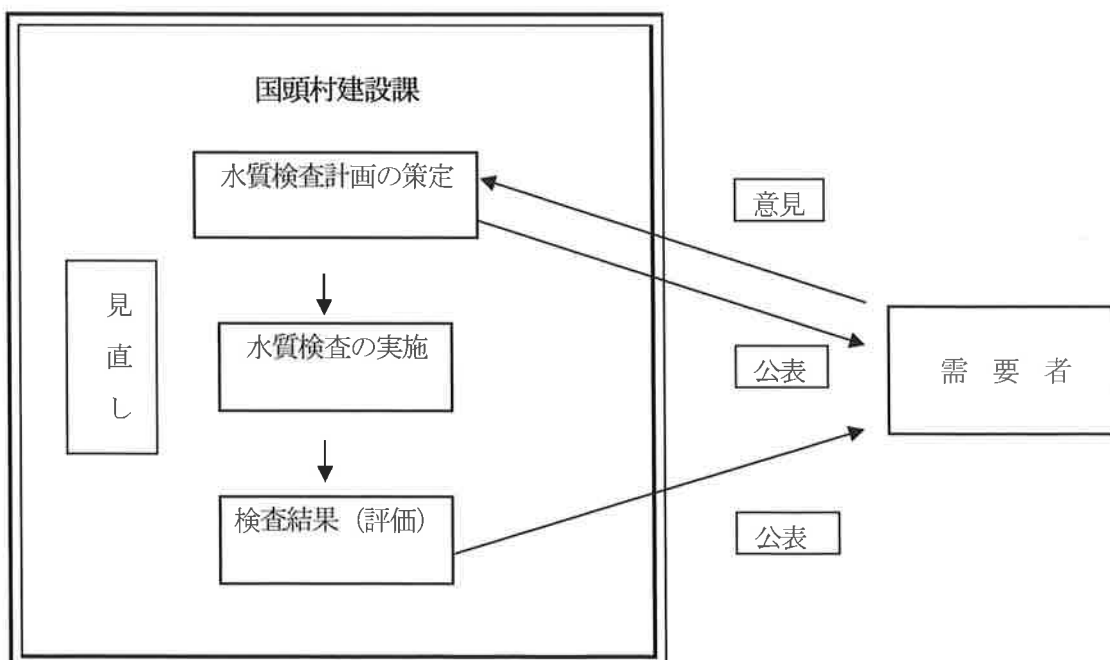 国頭村建設課
水質検査計画の策定
意見
見直し
水質検査の実施
公表
需要者
検査結果（評価）
公表